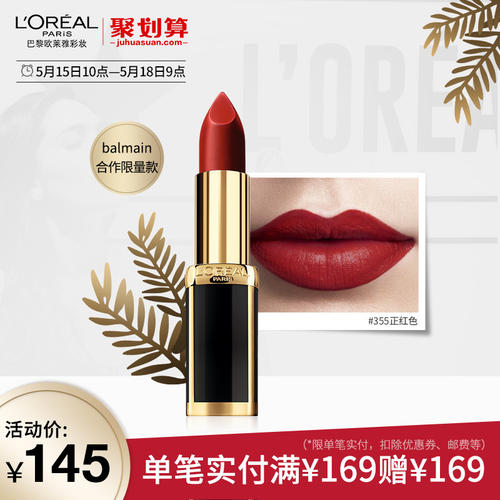 L'ORÉAL
PARIS
巴黎欧莱雅彩妆
聚划算
juhuasuan.com
5月15日10点—5月18日9点
L'ORÉA
balmain
合作限量款
L'ORÉAL
PARIS
#355正红色
活动价:
¥145
(*限单笔实付，扣除优惠券、邮费等)
单笔实付满¥169赠¥169